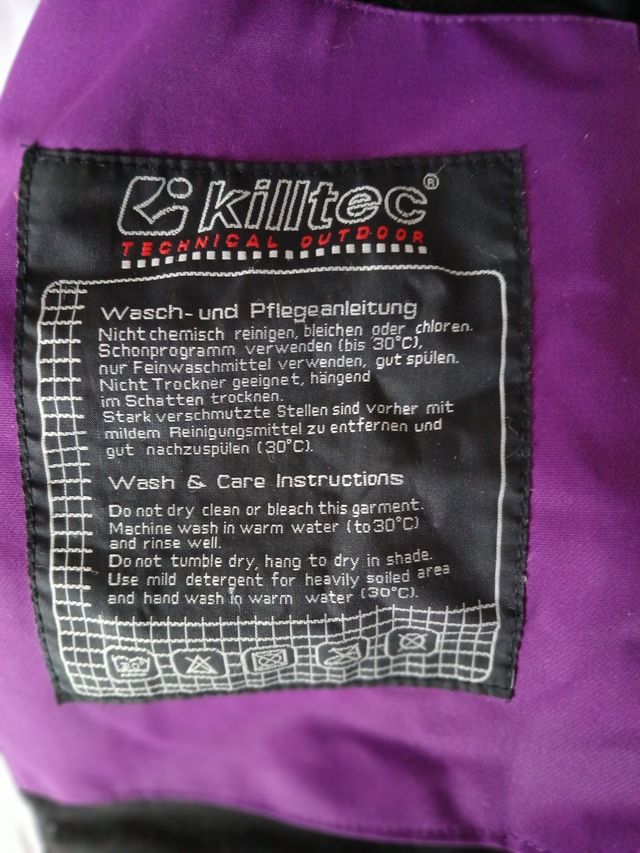 killtec®
TECHNICAL OUTDOOR
Wasch- und Pflegeanleitung
Nicht chemisch reinigen, bleichen oder chloren.
Schonprogramm verwenden (bis 30°C),
nur Feinwaschmittel verwenden, gut spülen.
Nicht Trockner geeignet, hängend
im Schatten trocknen.
Stark verschmutzte Stellen sind vorher mit
mildem Reinigungsmittel zu entfernen und
gut nachzuspülen (30°C).
Wash & Care Instructions
Do not dry clean or bleach this garment.
Machine wash in warm water (to 30°C)
and rinse well.
Do not tumble dry, hang to dry in shade.
Use mild detergent for heavily soiled area
and hand wash in warm water (30°C).
30°